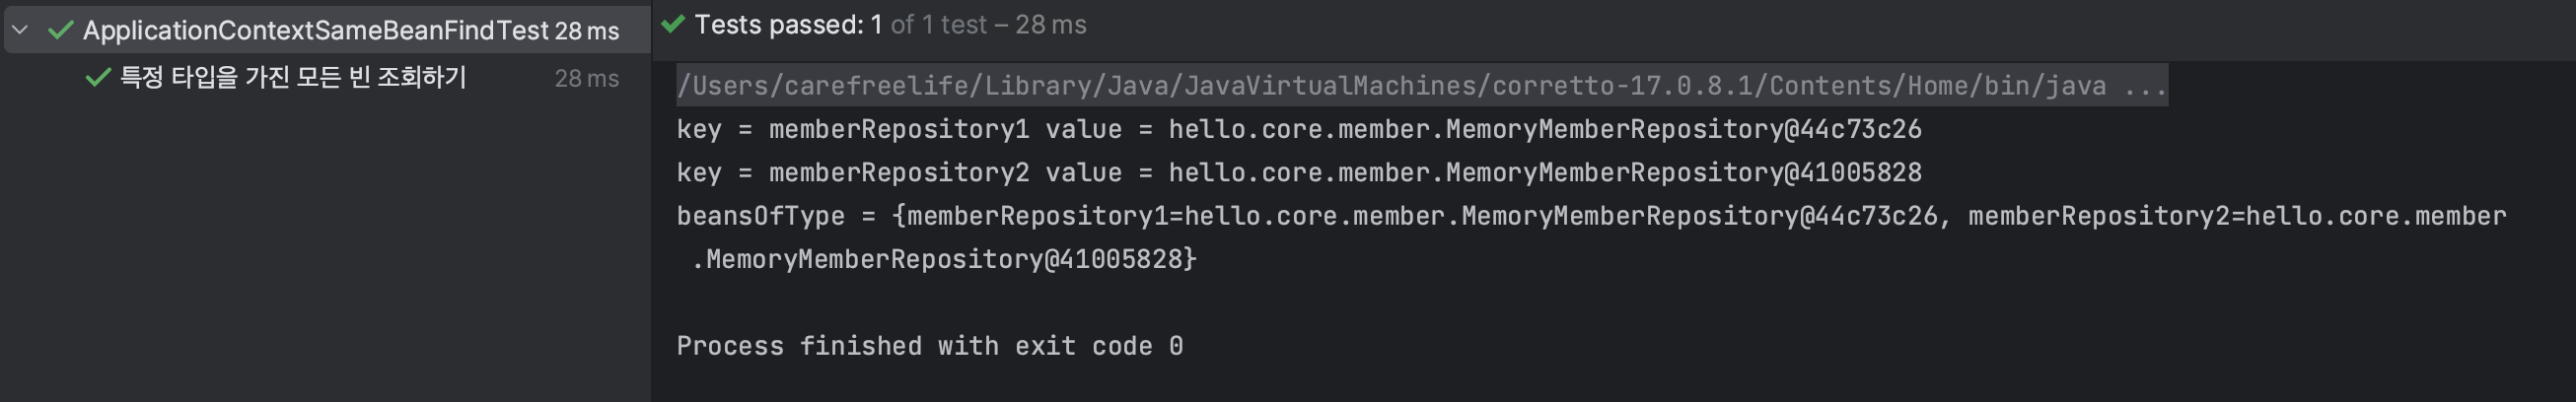 ApplicationContextSameBeanFindTest 28 ms
특정 타입을 가진 모든 빈 조회하기 28 ms
Tests passed: 1 of 1 test – 28 ms
/Users/carefreelife/Library/Java/JavaVirtualMachines/corretto-17.0.8.1/Contents/Home/bin/java ...
key = memberRepository1 value = hello.core.member.MemoryMemberRepository@44c73c26
key = memberRepository2 value = hello.core.member.MemoryMemberRepository@41005828
beansOfType = {memberRepository1=hello.core.member.MemoryMemberRepository@44c73c26, memberRepository2=hello.core.member
.MemoryMemberRepository@41005828}
Process finished with exit code 0